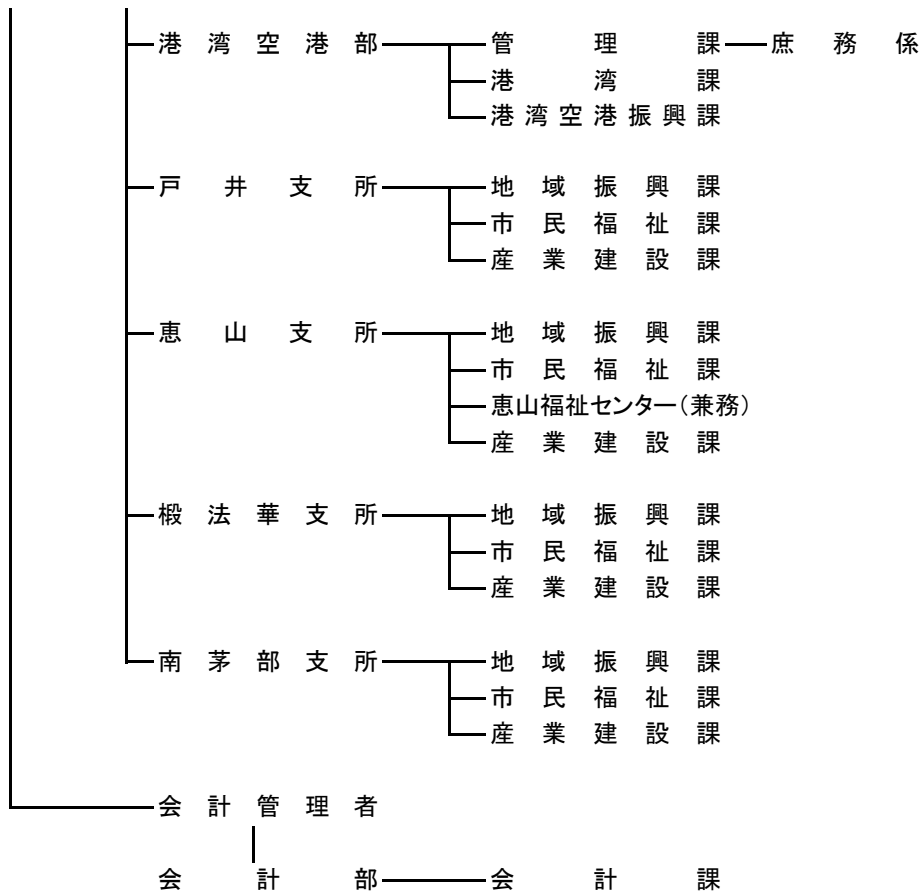 港湾空港部 管理課 庶務係
港湾課
港湾空港振興課
戸井支所 地域振興課
市民福祉課
産業建設課
恵山支所 地域振興課
市民福祉課
恵山福祉センター(兼務)
産業建設課
椴法華支所 地域振興課
市民福祉課
産業建設課
南茅部支所 地域振興課
市民福祉課
産業建設課
会計管理者
会計部 会計課